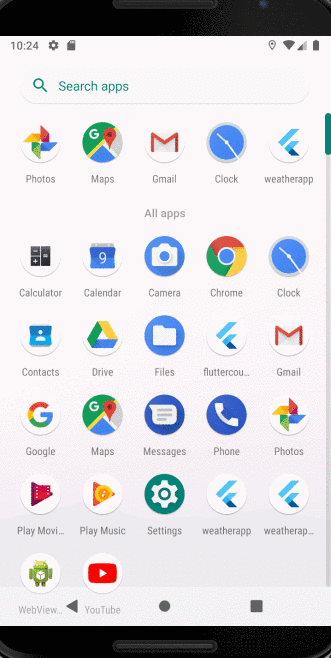 10:24
Search apps
Photos Maps Gmail Clock weatherapp
All apps
Calculator Calendar Camera Chrome Clock
Contacts Drive Files fluttercou... Gmail
Google Maps Messages Phone Photos
Play Movi... Play Music Settings weatherapp weatherap...
WebView... YouTube